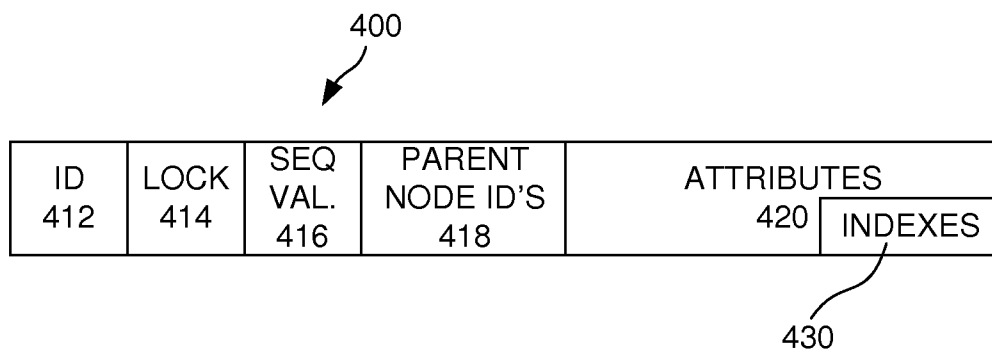 400
ID
412
LOCK
414
SEQ
VAL.
416
PARENT
NODE ID'S
418
ATTRIBUTES
420
INDEXES
430